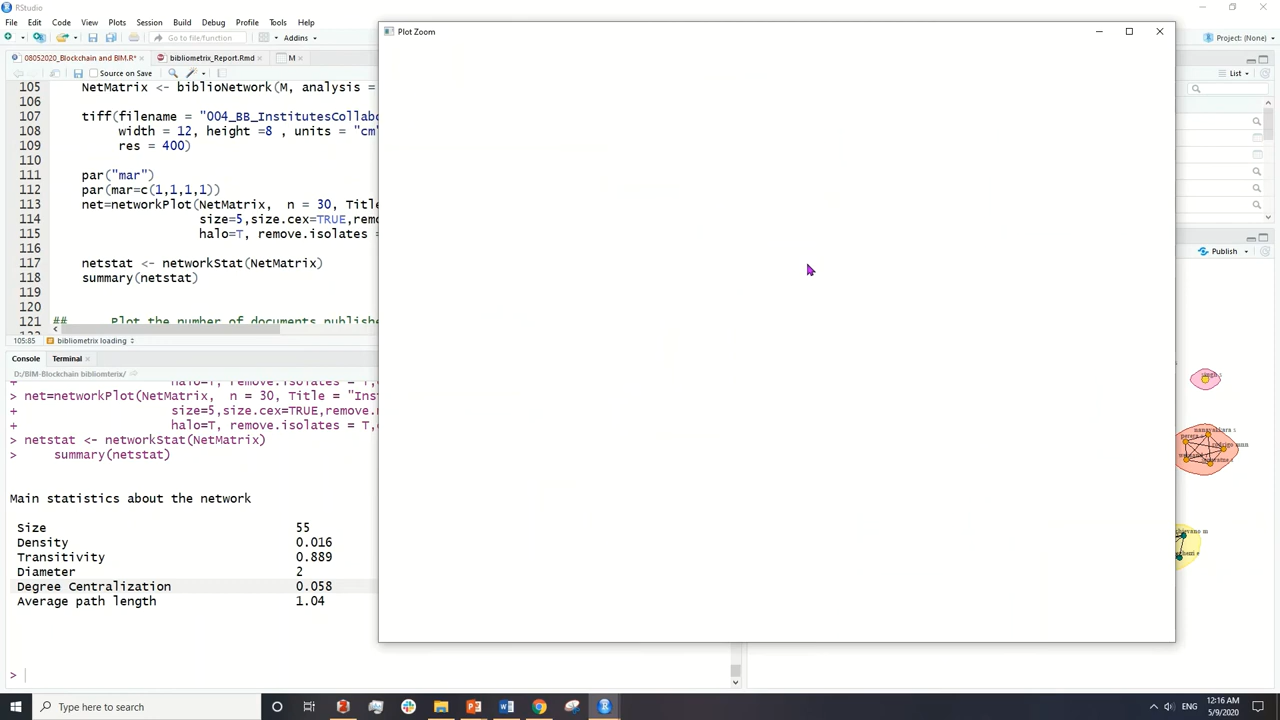 RStudio
File Edit Code View Plots Session Build Debug Profile Tools Help
Go to file/function Addins Project: (None)
08052020_Blockchain and BIM.R* bibliometrix_Report.Rmd M
Source on Save List
105 NetMatrix <- biblioNetwork(M, analysis =
106
107 tiff(filename = "004_BB_InstitutesCollab
108 width = 12, height =8 , units = "cm"
109 res = 400)
110
111 par("mar")
112 par(mar=c(1,1,1,1))
113 net=networkPlot(NetMatrix, n = 30, Titl
114 size=5,size.cex=TRUE,remo
115 halo=T, remove.isolates =
116
117 netstat <- networkStat(NetMatrix)
118 summary(netstat)
119
120
121 ## Plot the number of documents publishe
105:85 bibliometrix loading
Console Terminal
D:/BIM-Blockchain bibliomterix/
+ halo=T, remove.isolates = T,
> net=networkPlot(NetMatrix, n = 30, Title = "Ins
+ size=5,size.cex=TRUE,remove.
+ halo=T, remove.isolates = T,
> netstat <- networkStat(NetMatrix)
> summary(netstat)
Main statistics about the network
Size 55
Density 0.016
Transitivity 0.889
Diameter 2
Degree Centralization 0.058
Average path length 1.04
>
Plot Zoom
Publish
Type here to search
ENG
12:16 AM
5/9/2020